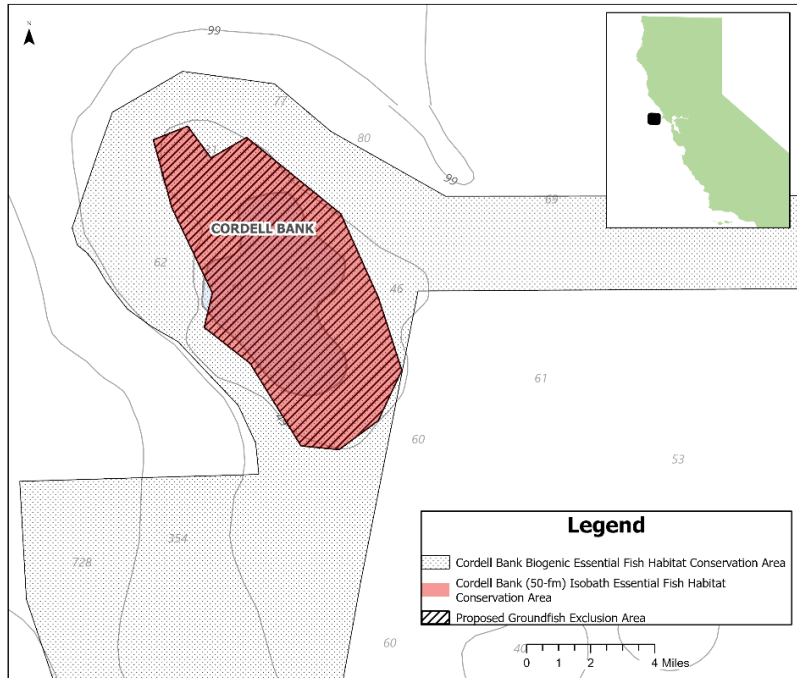 N
99
77
80
99
69
CORDELL BANK
62
46
61
60
53
354
728
60
Legend
Cordell Bank Biogenic Essential Fish Habitat Conservation Area
Cordell Bank (50-fm) Isobath Essential Fish Habitat
Conservation Area
Proposed Groundfish Exclusion Area
0 1 2 4 Miles